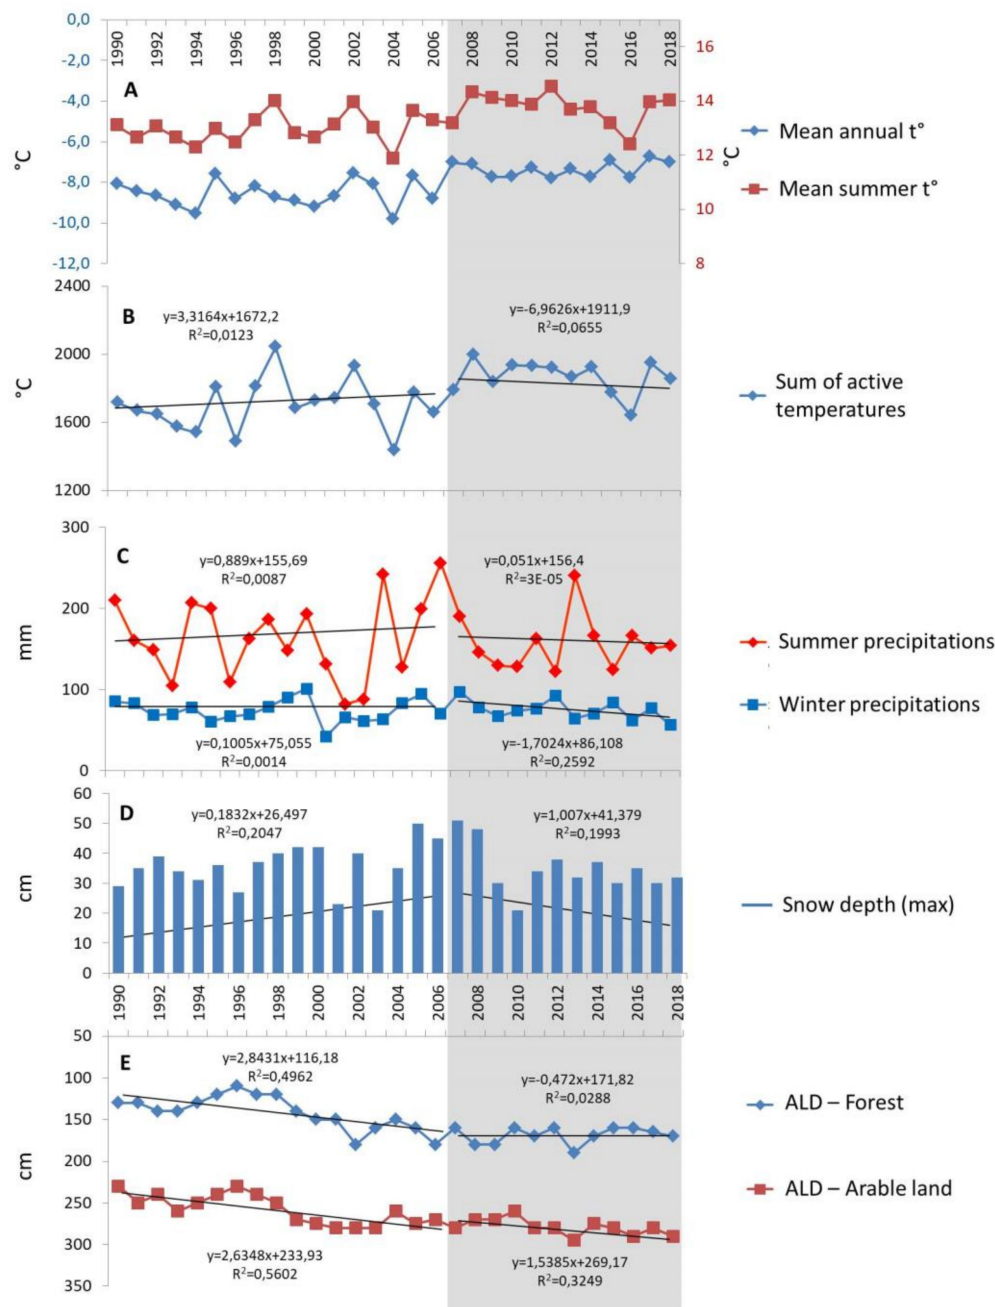 0,0
-2,0
-4,0
-6,0
-8,0
-10,0
-12,0
°C
1990
1992
1994
1996
1998
2000
2002
2004
2006
2008
2010
2012
2014
2016
2018
A
16
14
12
10
8
°C
Mean annual t°
Mean summer t°
2400
2000
1600
1200
°C
B
y=3,3164x+1672,2
R²=0,0123
y=-6,9626x+1911,9
R²=0,0655
Sum of active
temperatures
300
200
100
0
mm
C
y=0,889x+155,69
R²=0,0087
y=0,051x+156,4
R²=3E-05
y=0,1005x+75,055
R²=0,0014
y=-1,7024x+86,108
R²=0,2592
Summer precipitations
Winter precipitations
60
50
40
30
20
10
0
cm
D
y=0,1832x+26,497
R²=0,2047
y=1,007x+41,379
R²=0,1993
Snow depth (max)
1990
1992
1994
1996
1998
2000
2002
2004
2006
2008
2010
2012
2014
2016
2018
50
100
150
200
250
300
350
cm
E
y=2,8431x+116,18
R²=0,4962
y=-0,472x+171,82
R²=0,0288
y=2,6348x+233,93
R²=0,5602
y=1,5385x+269,17
R²=0,3249
ALD – Forest
ALD – Arable land